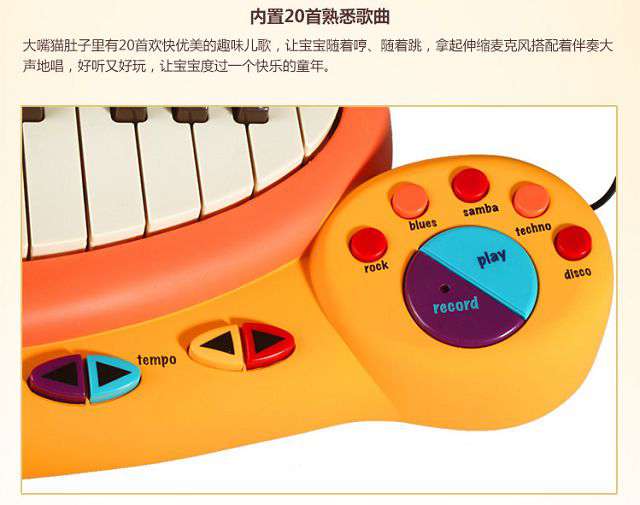 内置20首熟悉歌曲
大嘴猫肚子里有20首欢快优美的趣味儿歌，让宝宝随着哼、随着跳，拿起伸缩麦克风搭配着伴奏大
声地唱，好听又好玩，让宝宝度过一个快乐的童年。
blues
samba
techno
rock
disco
play
record
tempo